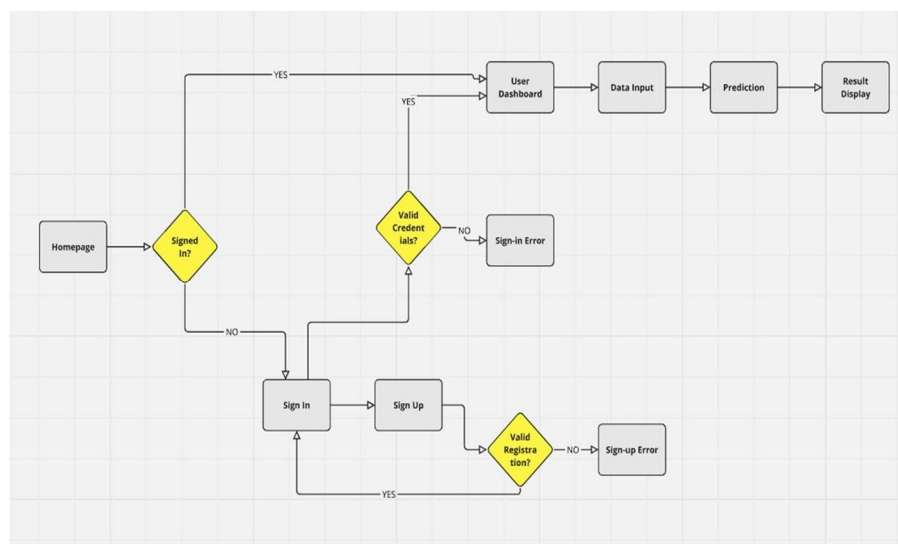 YES
User
Dashboard
Data Input
Prediction
Result
Display
YES
Homepage
Signed
In?
Valid
Credent
ials?
NO
Sign-in Error
NO
Sign In
Sign Up
Valid
Registra
tion?
NO
Sign-up Error
YES